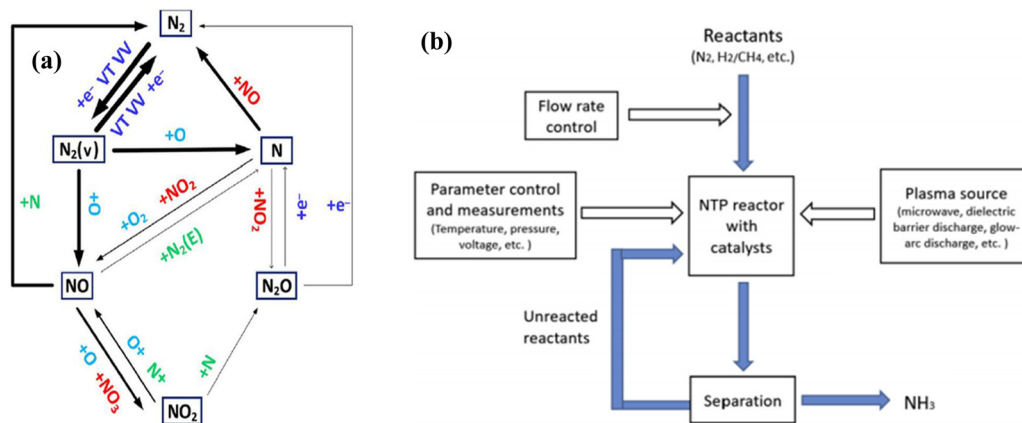 (a)
N₂
+e⁻ VT VV
VT VV +e⁻
+NO
N₂(v)
+O
N
+N
+O
+O₂
+NO₂
+N₂(E)
+NO₂
+e⁻
+e⁻
NO
N₂O
+O
+NO₃
O+
N+
+N
NO₂
(b)
Reactants
(N₂, H₂/CH₄, etc.)
Flow rate
control
Parameter control
and measurements
(Temperature, pressure,
voltage, etc. )
NTP reactor
with
catalysts
Plasma source
(microwave, dielectric
barrier discharge, glow-
arc discharge, etc. )
Unreacted
reactants
Separation
NH₃